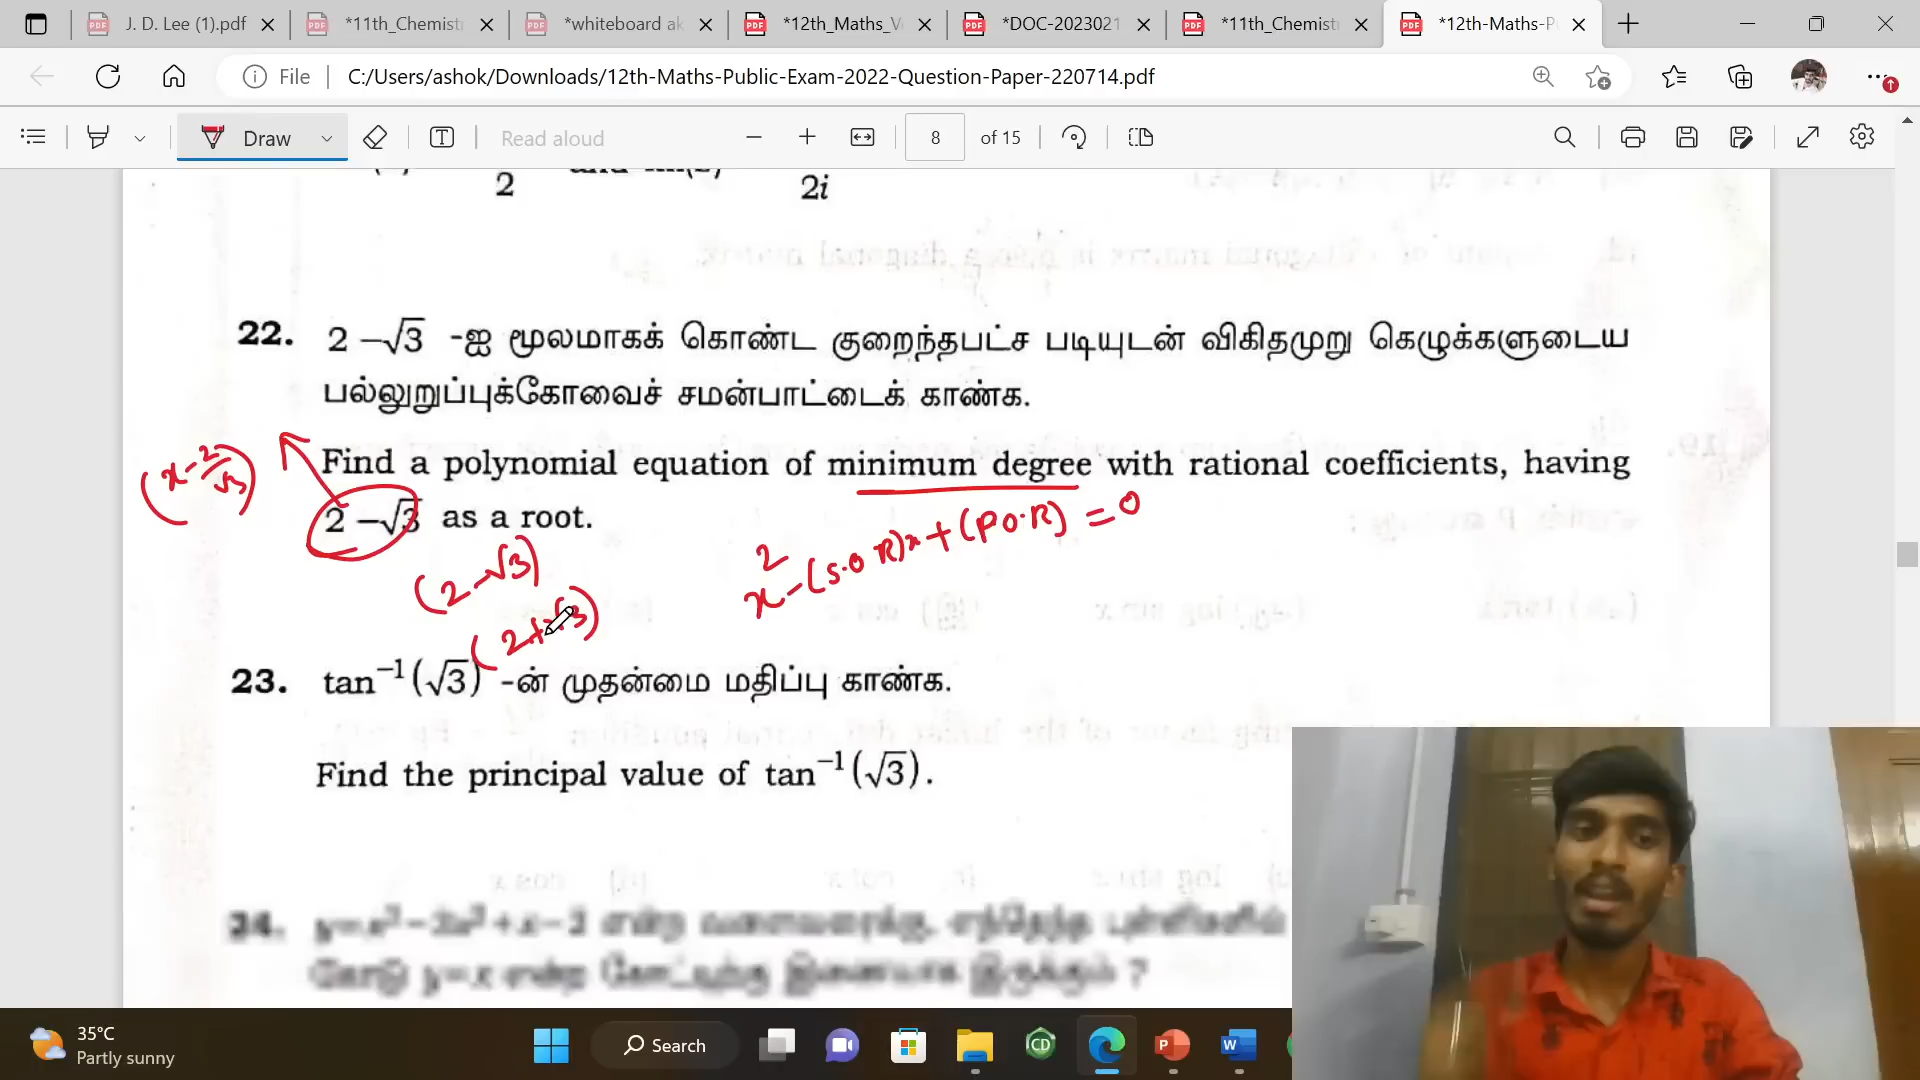 J. D. Lee (1).pdf
*11th_Chemist
*whiteboard ak
*12th_Maths_V
*DOC-2023021
*11th_Chemist
*12th-Maths-P
File
C:/Users/ashok/Downloads/12th-Maths-Public-Exam-2022-Question-Paper-220714.pdf
Draw
Read aloud
8
of 15
2
2i
22. 2 – √3 -ஐ மூலமாகக் கொண்ட குறைந்தபட்ச படியுடன் விகிதமுறு கெழுக்களுடைய
பல்லுறுப்புக்கோவைச் சமன்பாட்டைக் காண்க.
(x - 2/√3)
Find a polynomial equation of minimum degree with rational coefficients, having
2 – √3 as a root.
x² - (S.O.R)x + (P.O.R) = 0
(2 - √3)
(2 + √3)
23. tan⁻¹(√3) -ன் முதன்மை மதிப்பு காண்க.
Find the principal value of tan⁻¹(√3).
24.
35°C
Partly sunny
Search